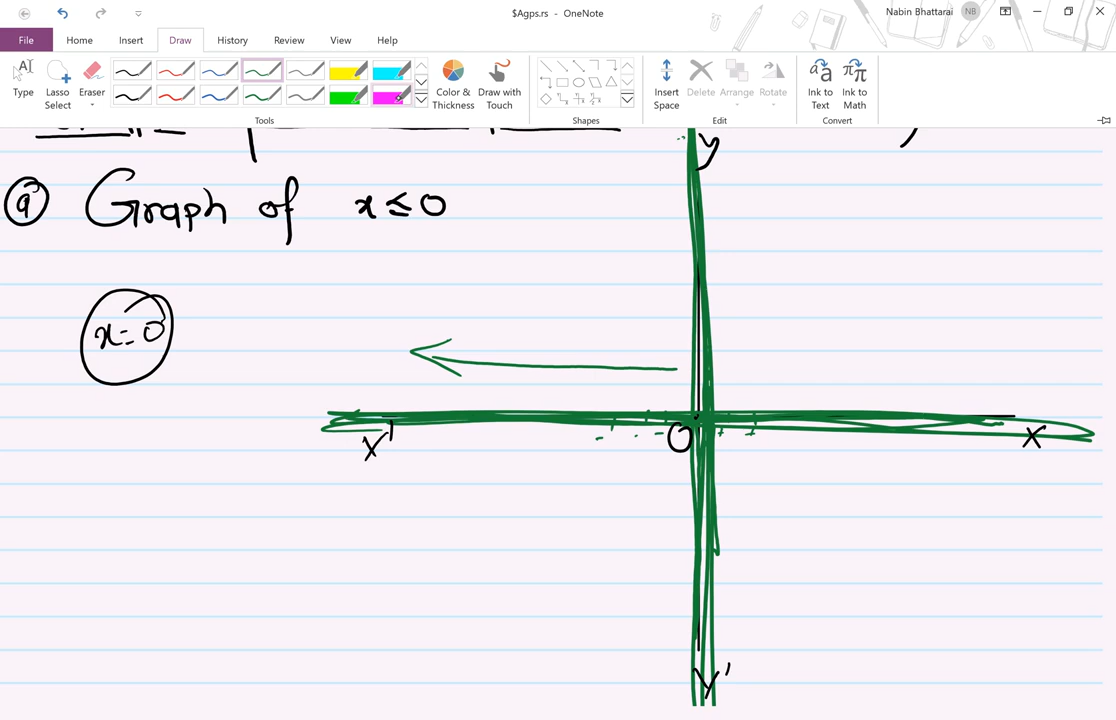 $Agps.rs - OneNote
Nabin Bhattarai NB
File Home Insert Draw History Review View Help
Type Lasso Select Eraser Color & Thickness Draw with Touch Insert Space Delete Arrange Rotate Ink to Text Ink to Math
Tools Shapes Edit Convert
y
a Graph of x ≤ 0
x = 0
X' O X
Y'